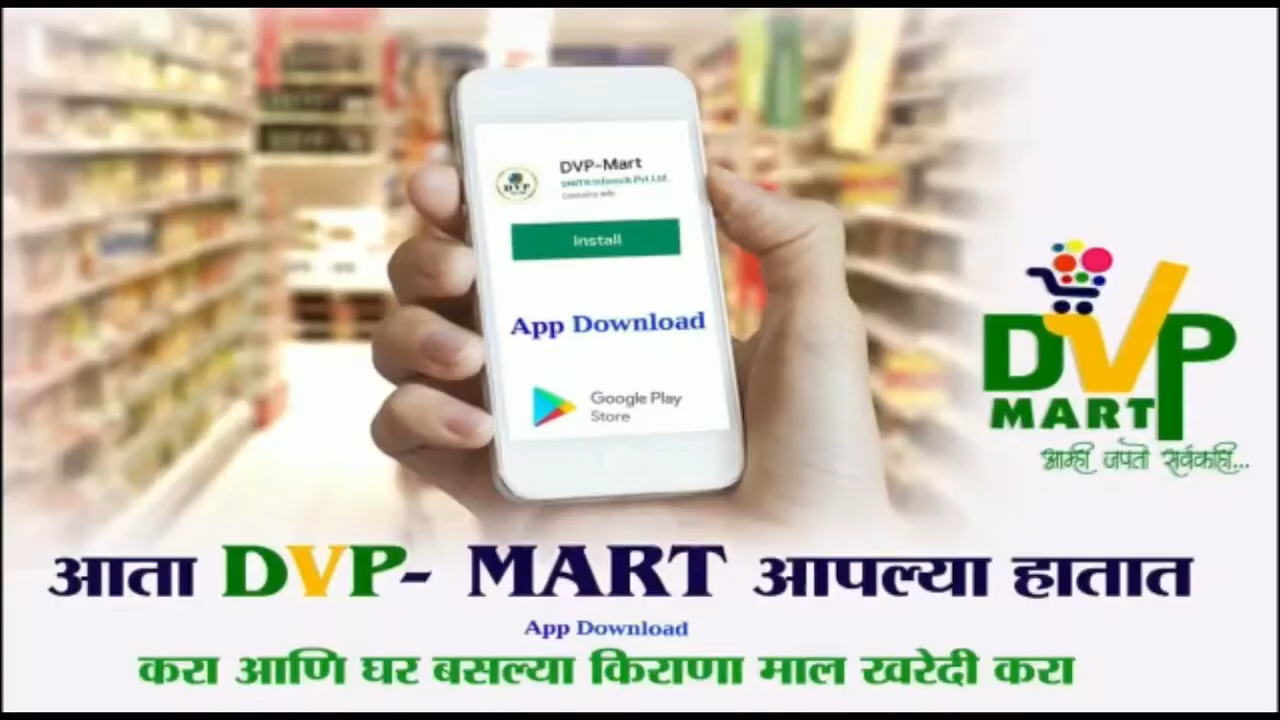 DVP-Mart
DVP
Install
App Download
Google Play
Store
DVP
MART
आम्ही जपतो सर्वकाही...
आता DVP- MART आपल्या हातात
App Download
करा आणि घर बसल्या किराणा माल खरेदी करा